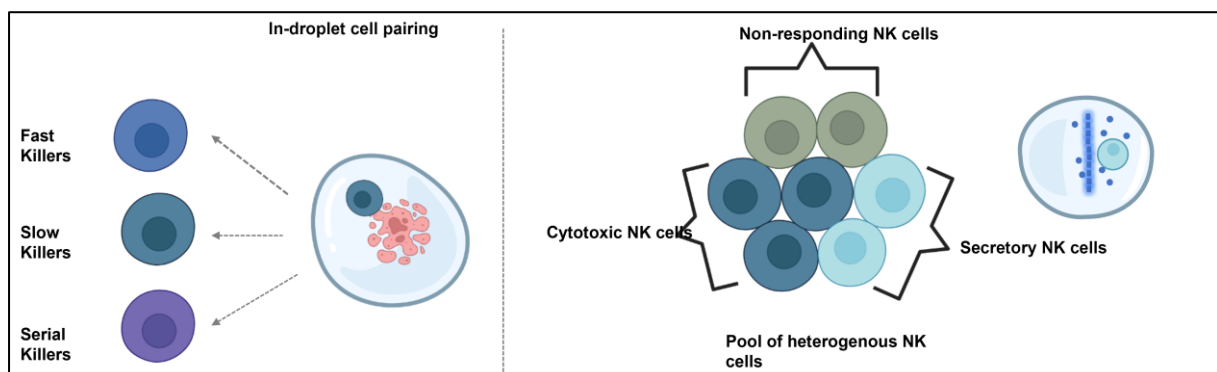 In-droplet cell pairing
Fast
Killers
Slow
Killers
Serial
Killers
Non-responding NK cells
Cytotoxic NK cells
Secretory NK cells
Pool of heterogenous NK
cells